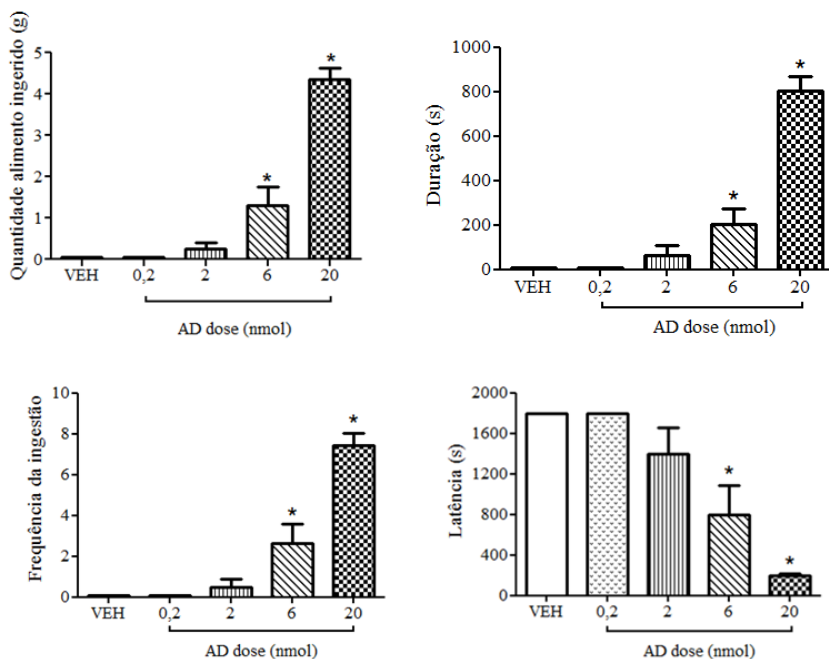 Quantidade alimento ingerido (g)
5
4
3
2
1
0
*
*
VEH 0,2 2 6 20
AD dose (nmol)
Duração (s)
1000
800
600
400
200
0
*
*
VEH 0,2 2 6 20
AD dose (nmol)
Frequência da ingestão
10
8
6
4
2
0
*
*
VEH 0,2 2 6 20
AD dose (nmol)
Latência (s)
2000
1600
1200
800
400
0
*
*
VEH 0,2 2 6 20
AD dose (nmol)